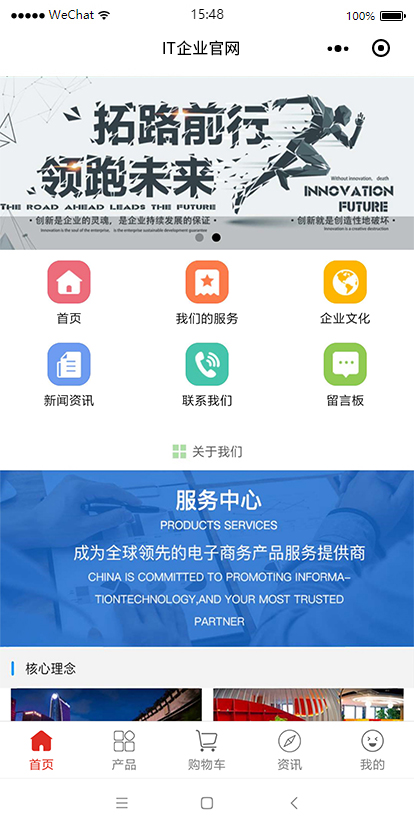 WeChat
15:48
100%
IT企业官网
拓路前行
领跑未来
THE ROAD AHEAD LEADS THE FUTURE
Without innovation, death
INNOVATION
FUTURE
• 创新是企业的灵魂，是企业持续发展的保证 •
Innovation is the soul of the enterprise, is the enterprise sustainable development guarantee
• 创新就是创造性地破坏 •
Innovation is a creative destruction
首页
我们的服务
企业文化
新闻资讯
联系我们
留言板
关于我们
服务中心
PRODUCTS SERVICES
成为全球领先的电子商务产品服务提供商
CHINA IS COMMITTED TO PROMOTING INFORMA-
TIONTECHNOLOGY,AND YOUR MOST TRUSTED
PARTNER
核心理念
首页
产品
购物车
资讯
我的